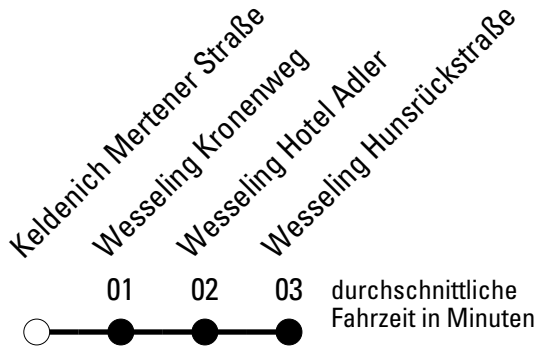 Keldenich Mertener Straße
Wesseling Kronenweg
Wesseling Hotel Adler
Wesseling Hunsrückstraße
01 02 03 durchschnittliche
Fahrzeit in Minuten